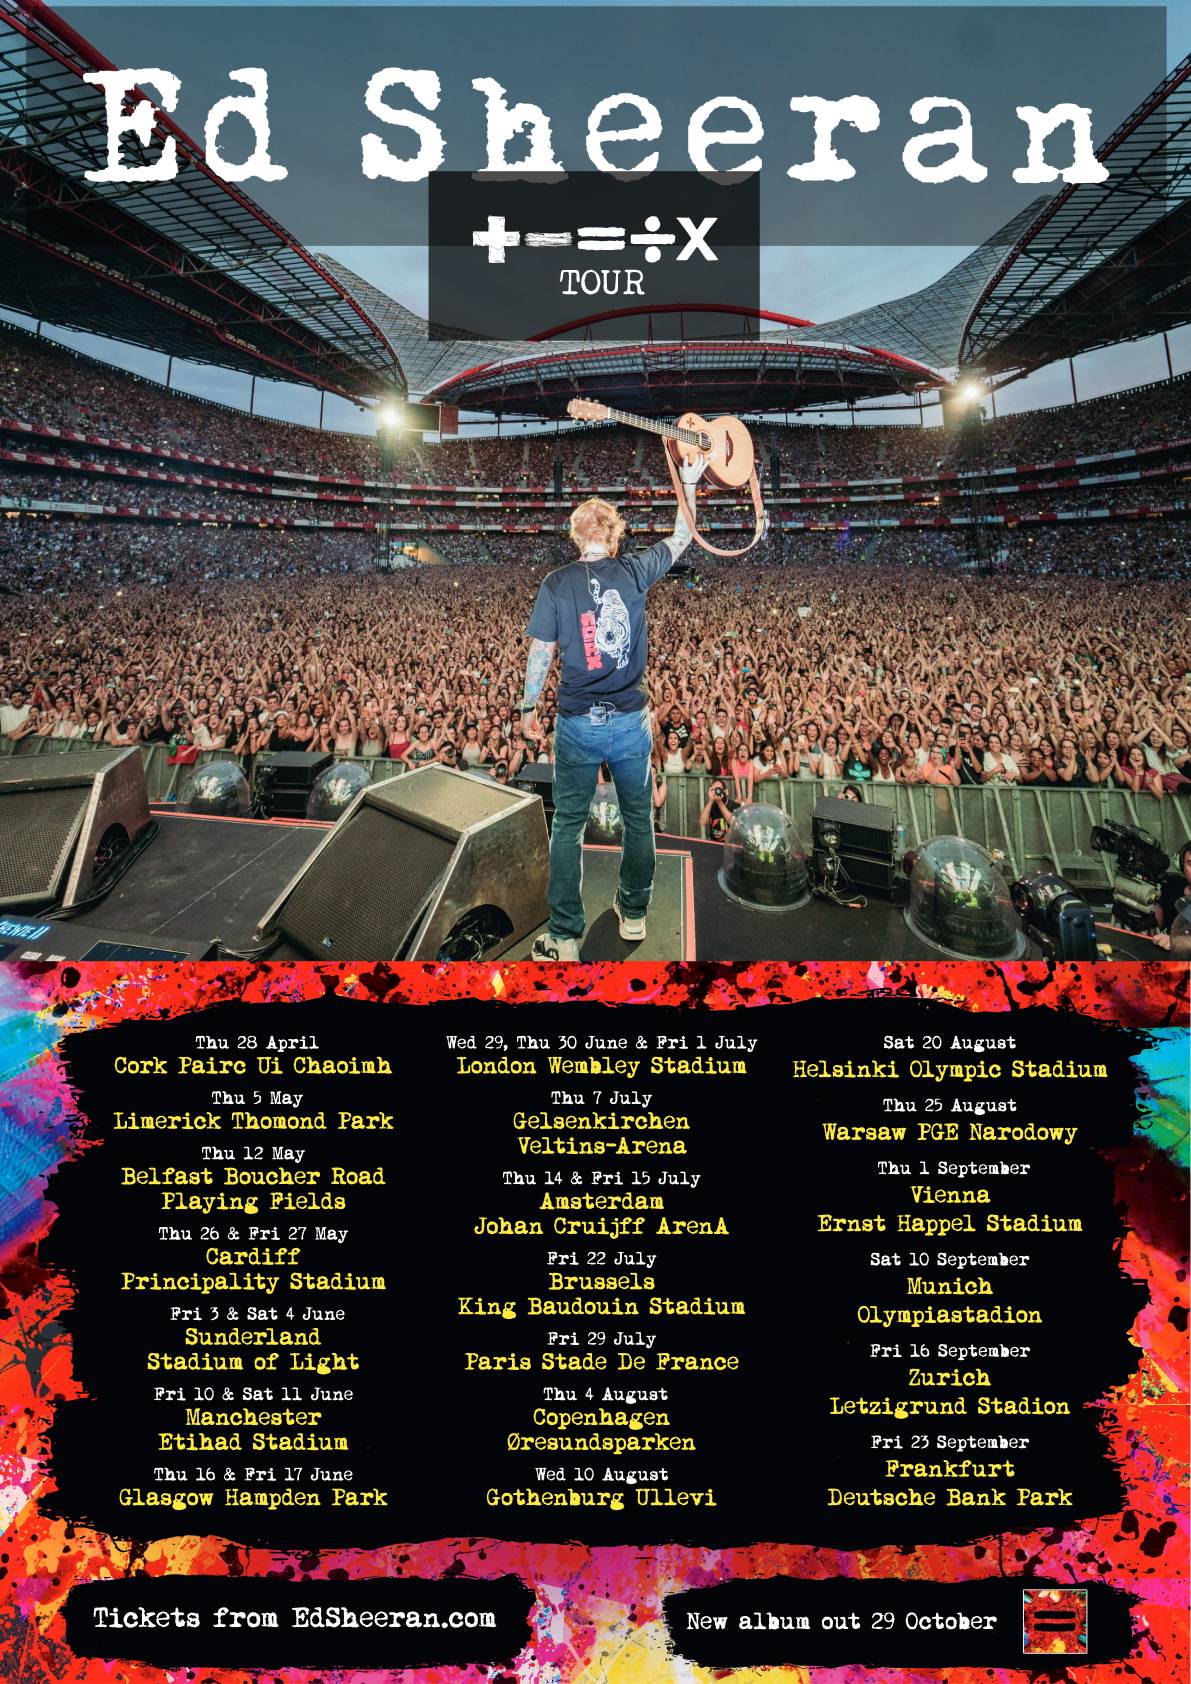 Ed Sheeran
+-=÷x
TOUR
Thu 28 April
Cork Pairc Ui Chaoimh
Thu 5 May
Limerick Thomond Park
Thu 12 May
Belfast Boucher Road
Playing Fields
Thu 26 & Fri 27 May
Cardiff
Principality Stadium
Fri 3 & Sat 4 June
Sunderland
Stadium of Light
Fri 10 & Sat 11 June
Manchester
Etihad Stadium
Thu 16 & Fri 17 June
Glasgow Hampden Park
Wed 29, Thu 30 June & Fri 1 July
London Wembley Stadium
Thu 7 July
Gelsenkirchen
Veltins-Arena
Thu 14 & Fri 15 July
Amsterdam
Johan Cruijff ArenA
Fri 22 July
Brussels
King Baudouin Stadium
Fri 29 July
Paris Stade De France
Thu 4 August
Copenhagen
Øresundsparken
Wed 10 August
Gothenburg Ullevi
Sat 20 August
Helsinki Olympic Stadium
Thu 25 August
Warsaw PGE Narodowy
Thu 1 September
Vienna
Ernst Happel Stadium
Sat 10 September
Munich
Olympiastadion
Fri 16 September
Zurich
Letzigrund Stadion
Fri 23 September
Frankfurt
Deutsche Bank Park
Tickets from EdSheeran.com
New album out 29 October
=